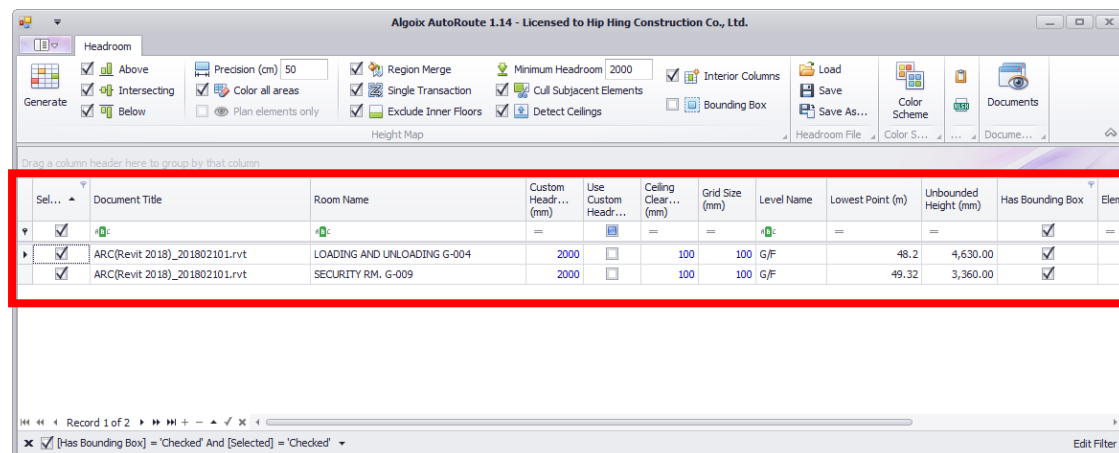 Algoix AutoRoute 1.14 - Licensed to Hip Hing Construction Co., Ltd.
Headroom
Generate
Above
Intersecting
Below
Precision (cm) 50
Color all areas
Plan elements only
Region Merge
Single Transaction
Exclude Inner Floors
Minimum Headroom 2000
Cull Subjacent Elements
Detect Ceilings
Interior Columns
Bounding Box
Load
Save
Save As...
Color
Scheme
Documents
Height Map
Headroom File
Color S...
...
Docume...
Drag a column header here to group by that column
Sel... Document Title Room Name Custom Headr... (mm) Use Custom Headr... Ceiling Clear... (mm) Grid Size (mm) Level Name Lowest Point (m) Unbounded Height (mm) Has Bounding Box Elem
= = = = = =
ARC(Revit 2018)_201802101.rvt LOADING AND UNLOADING G-004 2000 100 100 G/F 48.2 4,630.00
ARC(Revit 2018)_201802101.rvt SECURITY RM. G-009 2000 100 100 G/F 49.32 3,360.00
Record 1 of 2
[Has Bounding Box] = 'Checked' And [Selected] = 'Checked' Edit Filter